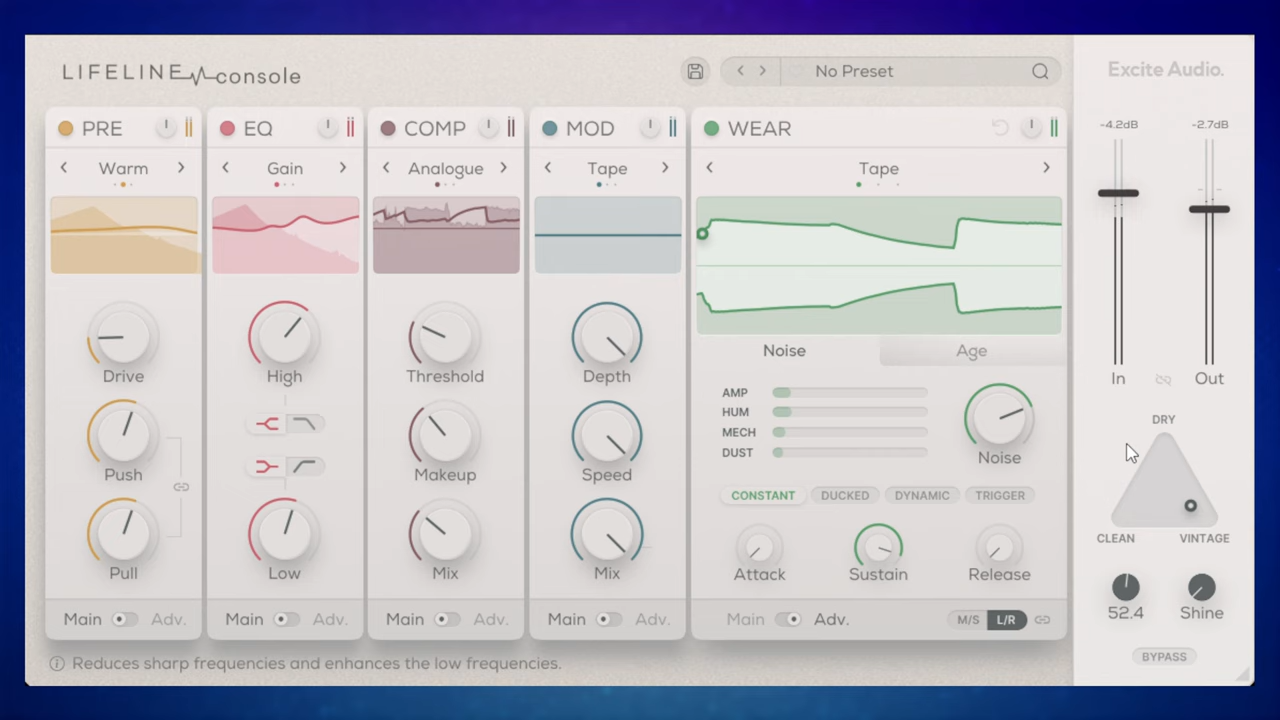 LIFELINE console
No Preset
Excite Audio.
PRE
EQ
COMP
MOD
WEAR
-4.2dB
-2.7dB
Warm
Gain
Analogue
Tape
Tape
Noise
Age
Drive
High
Threshold
Depth
In
Out
AMP
HUM
MECH
DUST
Noise
DRY
Push
Makeup
Speed
CONSTANT
DUCKED
DYNAMIC
TRIGGER
CLEAN
VINTAGE
Pull
Low
Mix
Mix
Attack
Sustain
Release
52.4
Shine
Main Adv.
Main Adv.
Main Adv.
Main Adv.
Main Adv.
M/S L/R
BYPASS
Reduces sharp frequencies and enhances the low frequencies.